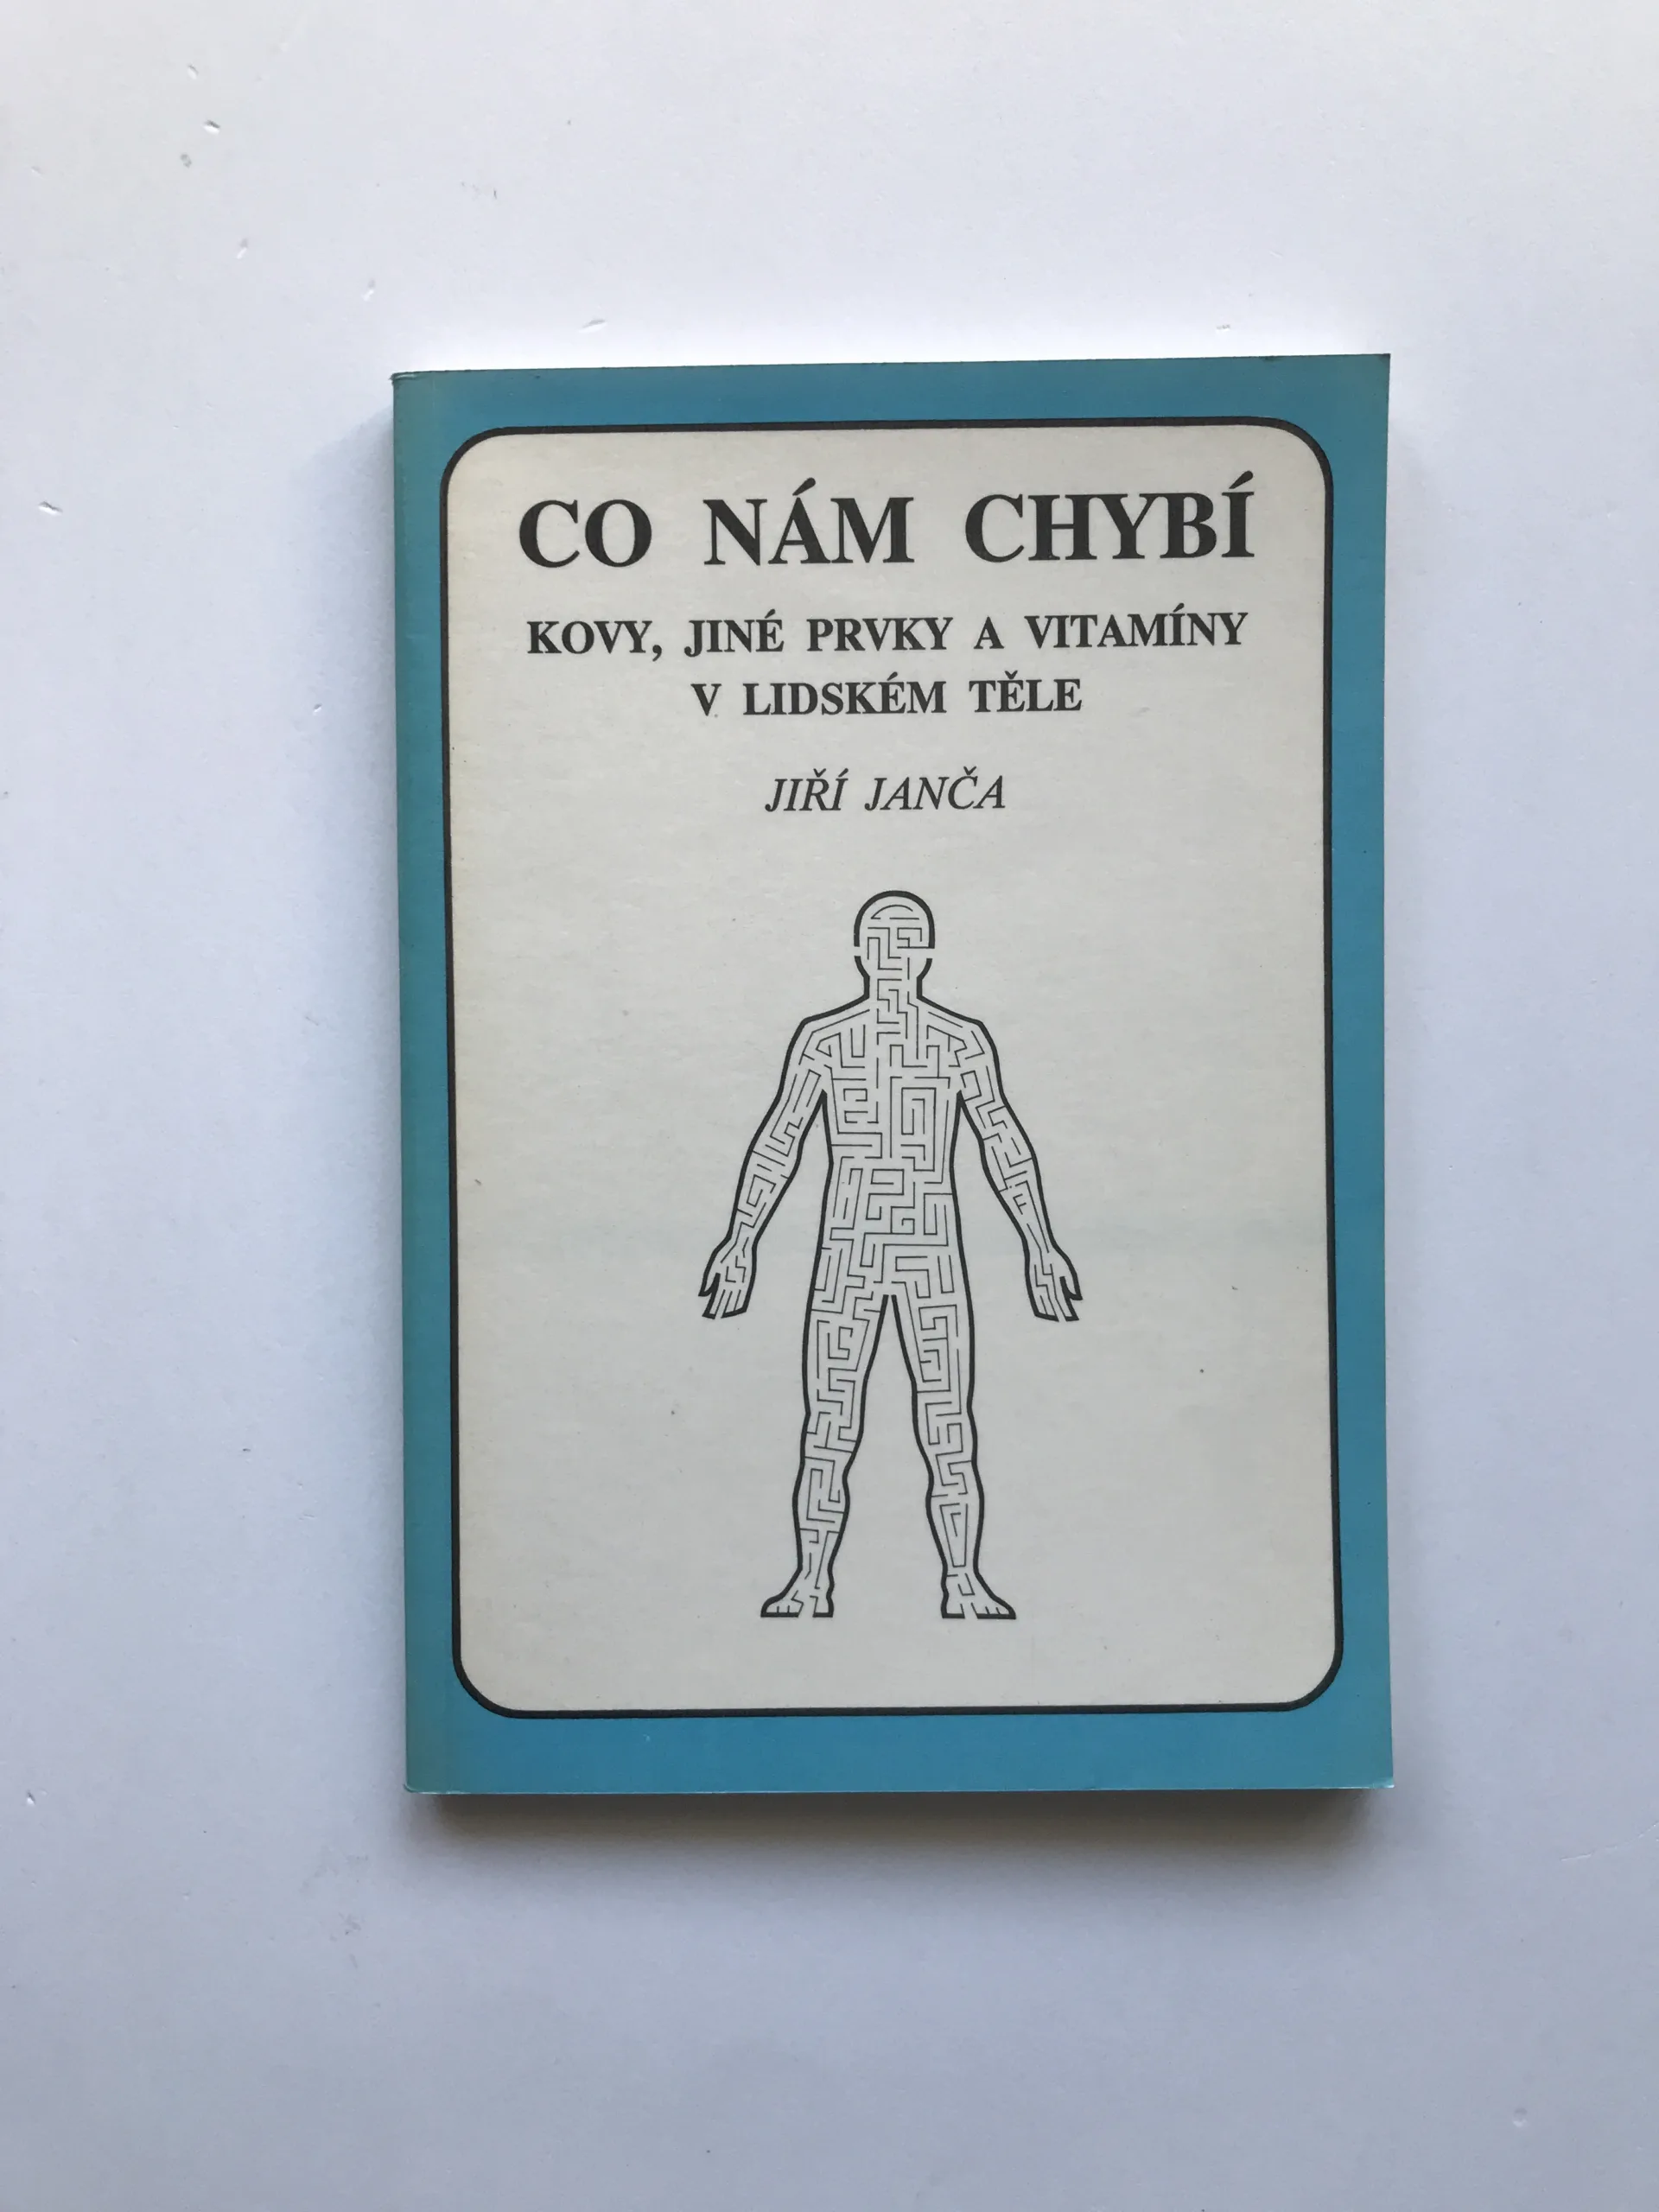 CO NÁM CHYBÍ
KOVY, JINÉ PRVKY A VITAMÍNY
V LIDSKÉM TĚLE
JIŘÍ JANČA